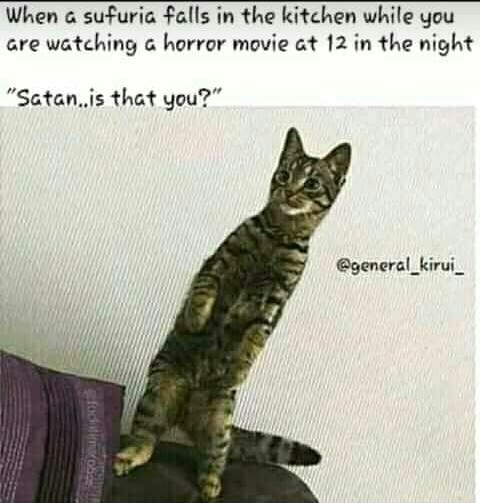 When a sufuria falls in the kitchen while you
are watching a horror movie at 12 in the night
"Satan,,is that you?"
@general_kirui_